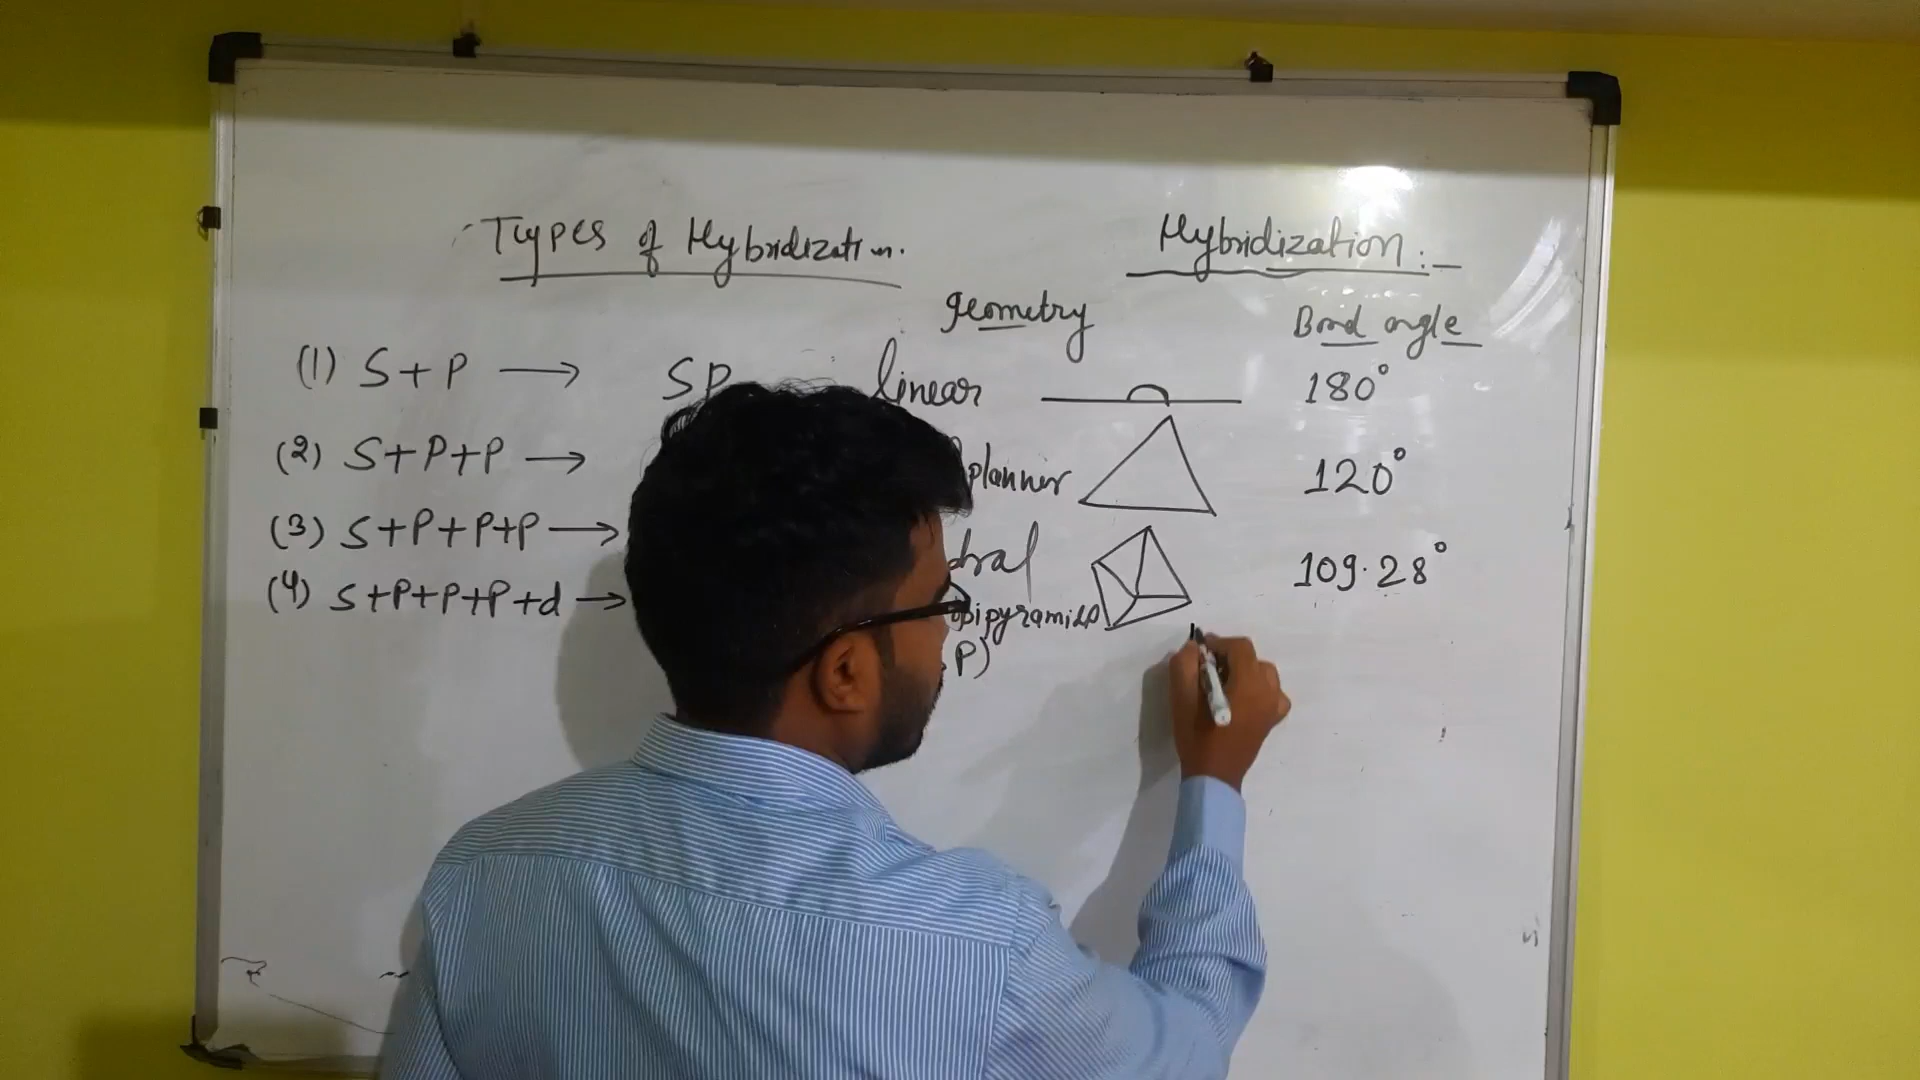 Types of Hybridization.
Hybridization:-
geometry
Bond angle
(1) S+P → SP linear 180°
(2) S+P+P → planner 120°
(3) S+P+P+P → dral 109.28°
(4) S+P+P+P+d → bipyramid
P)